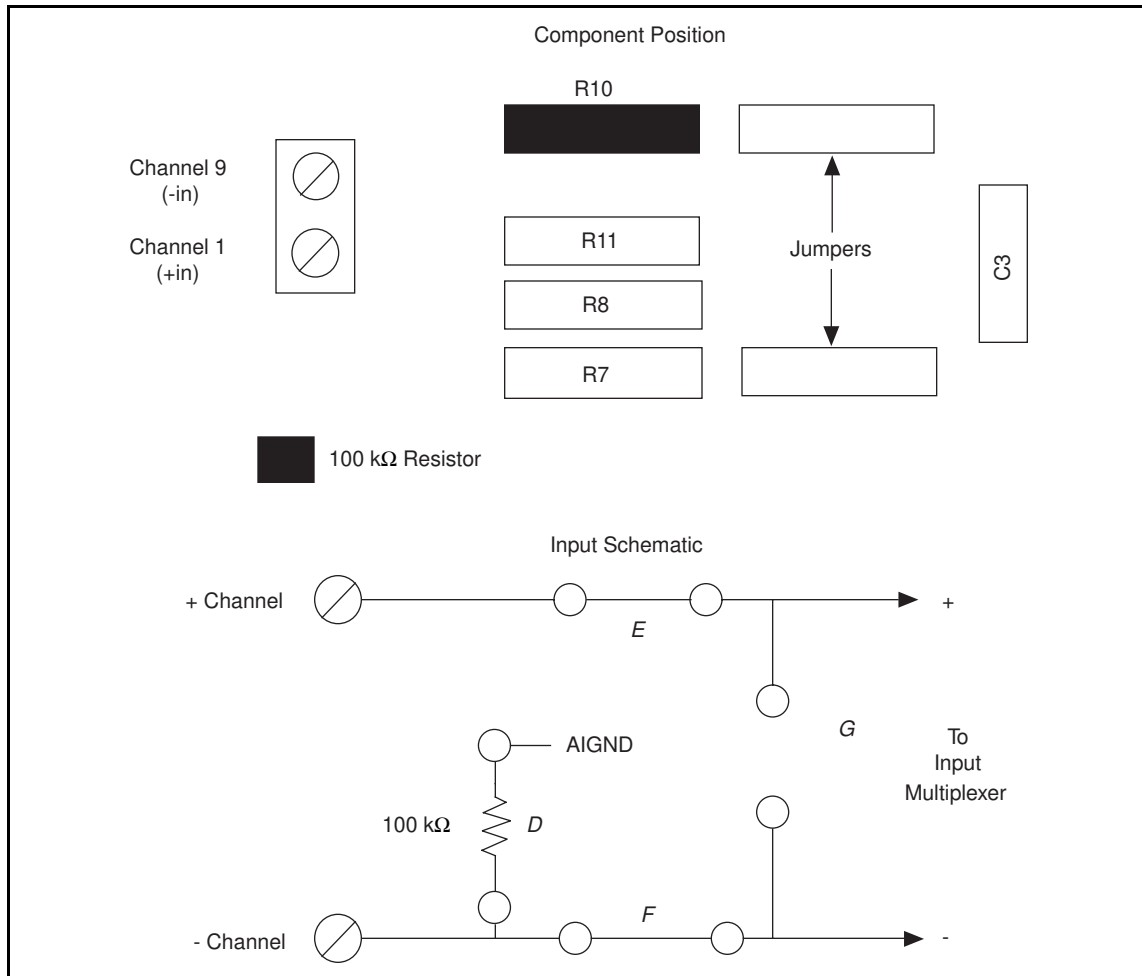 Component Position
R10
Channel 9
(-in)
Channel 1
(+in)
R11
Jumpers
C3
R8
R7
100 kΩ Resistor
Input Schematic
+ Channel
+
E
G
To
Input
Multiplexer
AIGND
100 kΩ
D
F
- Channel
-